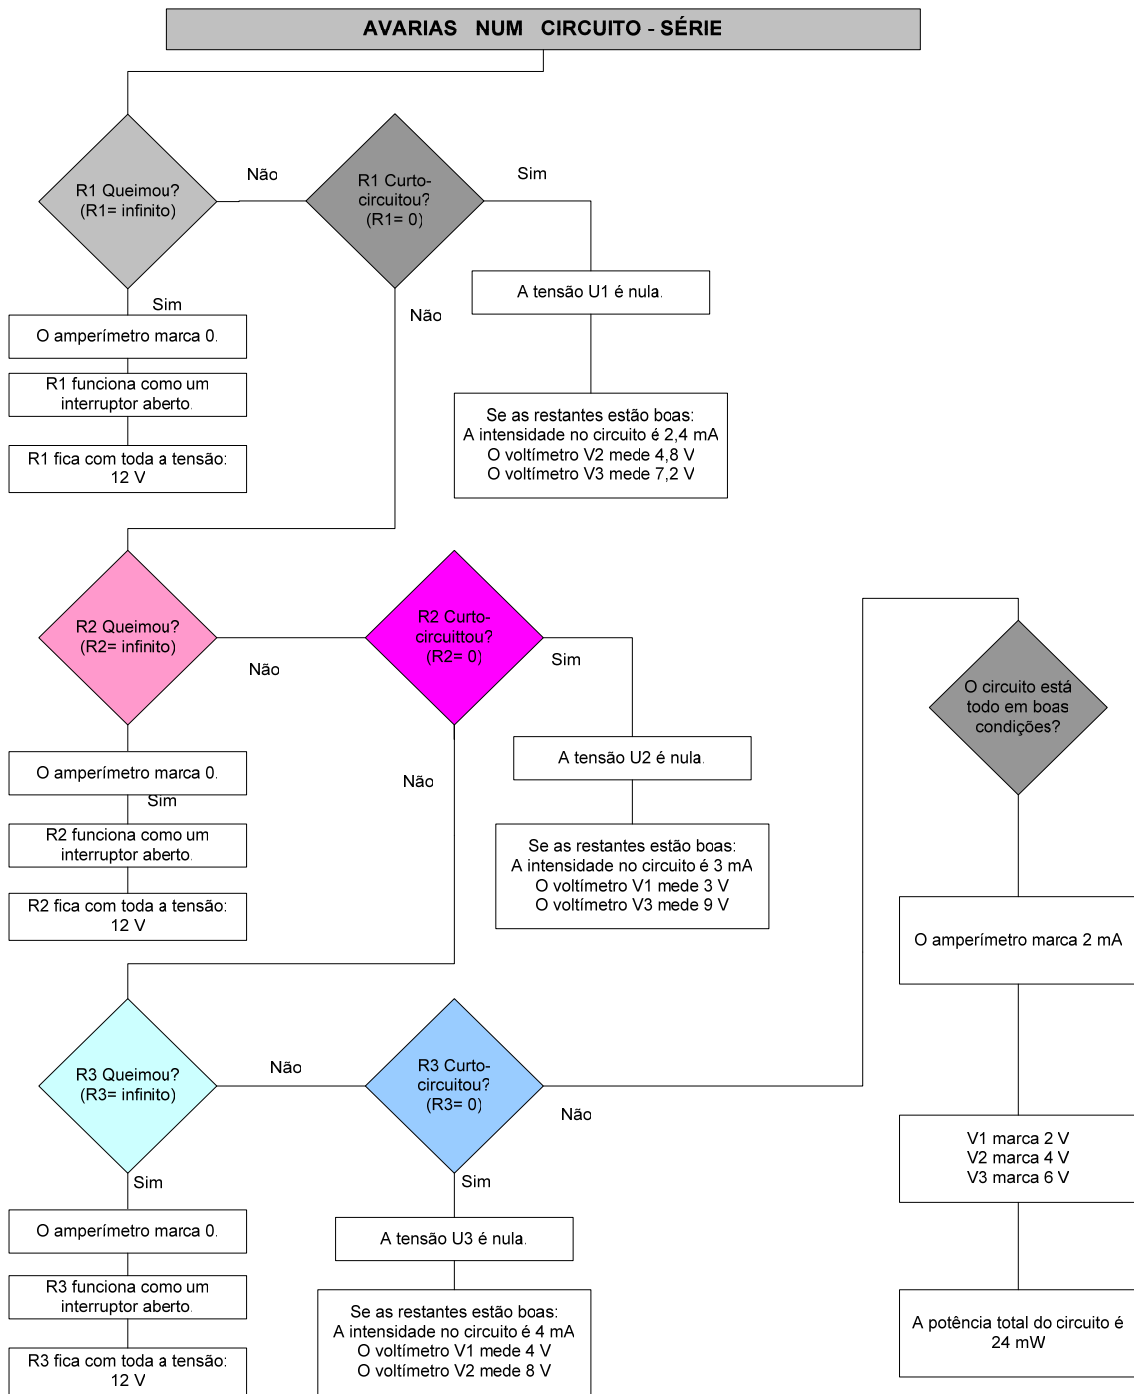 AVARIAS NUM CIRCUITO - SÉRIE
R1 Queimou?
(R1= infinito)
Não
R1 Curto-
circuitou?
(R1= 0)
Sim
A tensão U1 é nula.
Sim
Não
O amperímetro marca 0.
R1 funciona como um
interruptor aberto.
R1 fica com toda a tensão:
12 V
Se as restantes estão boas:
A intensidade no circuito é 2,4 mA
O voltímetro V2 mede 4,8 V
O voltímetro V3 mede 7,2 V
R2 Queimou?
(R2= infinito)
Não
R2 Curto-
circuittou?
(R2= 0)
Sim
A tensão U2 é nula.
Não
O amperímetro marca 0.
Sim
R2 funciona como um
interruptor aberto.
R2 fica com toda a tensão:
12 V
Se as restantes estão boas:
A intensidade no circuito é 3 mA
O voltímetro V1 mede 3 V
O voltímetro V3 mede 9 V
R3 Queimou?
(R3= infinito)
Não
R3 Curto-
circuitou?
(R3= 0)
Não
Sim
Sim
O amperímetro marca 0.
R3 funciona como um
interruptor aberto.
R3 fica com toda a tensão:
12 V
A tensão U3 é nula.
Se as restantes estão boas:
A intensidade no circuito é 4 mA
O voltímetro V1 mede 4 V
O voltímetro V2 mede 8 V
O circuito está
todo em boas
condições?
O amperímetro marca 2 mA
V1 marca 2 V
V2 marca 4 V
V3 marca 6 V
A potência total do circuito é
24 mW